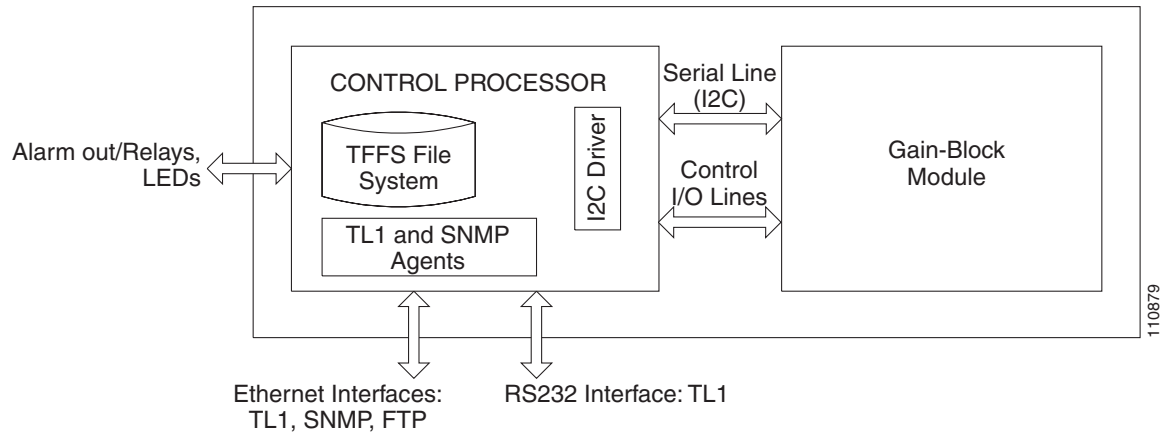 CONTROL PROCESSOR
TFFS File
System
I2C Driver
TL1 and SNMP
Agents
Serial Line
(I2C)
Control
I/O Lines
Gain-Block
Module
Alarm out/Relays,
LEDs
Ethernet Interfaces:
TL1, SNMP, FTP
RS232 Interface: TL1
110879